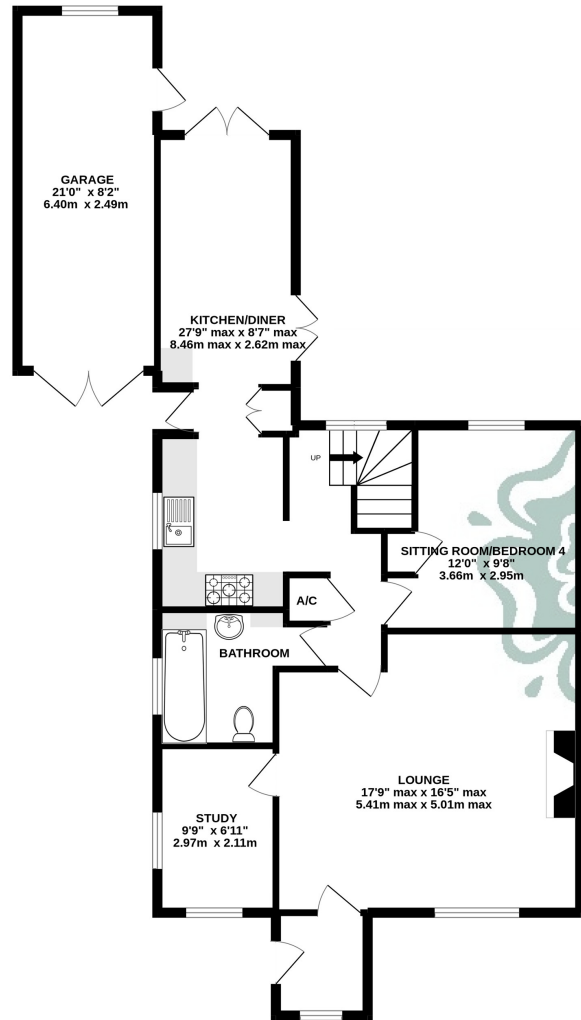 GARAGE
21'0" x 8'2"
6.40m x 2.49m
KITCHEN/DINER
27'9" max x 8'7" max
8.46m max x 2.62m max
UP
SITTING ROOM/BEDROOM 4
12'0" x 9'8"
3.66m x 2.95m
A/C
BATHROOM
LOUNGE
17'9" max x 16'5" max
5.41m max x 5.01m max
STUDY
9'9" x 6'11"
2.97m x 2.11m